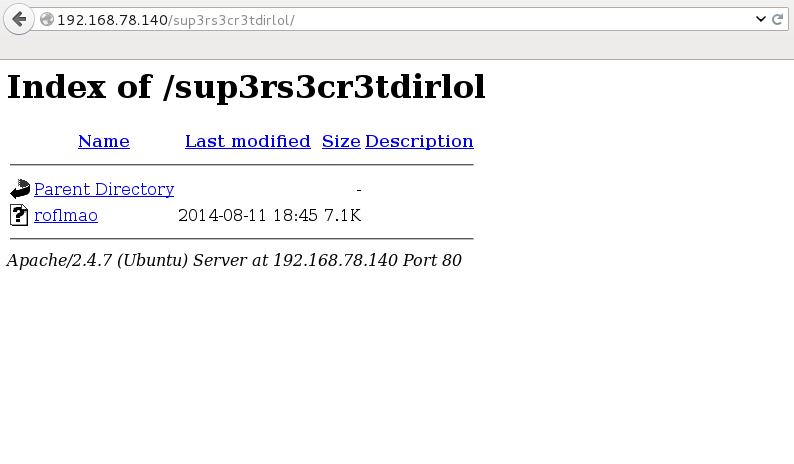 192.168.78.140/sup3rs3cr3tdirlol/
Index of /sup3rs3cr3tdirlol
Name Last modified Size Description
Parent Directory -
roflmao 2014-08-11 18:45 7.1K
Apache/2.4.7 (Ubuntu) Server at 192.168.78.140 Port 80